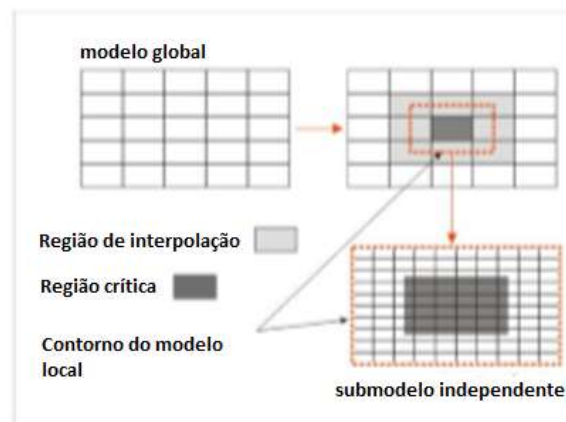 modelo global
Região de interpolação
Região crítica
Contorno do modelo
local
submodelo independente